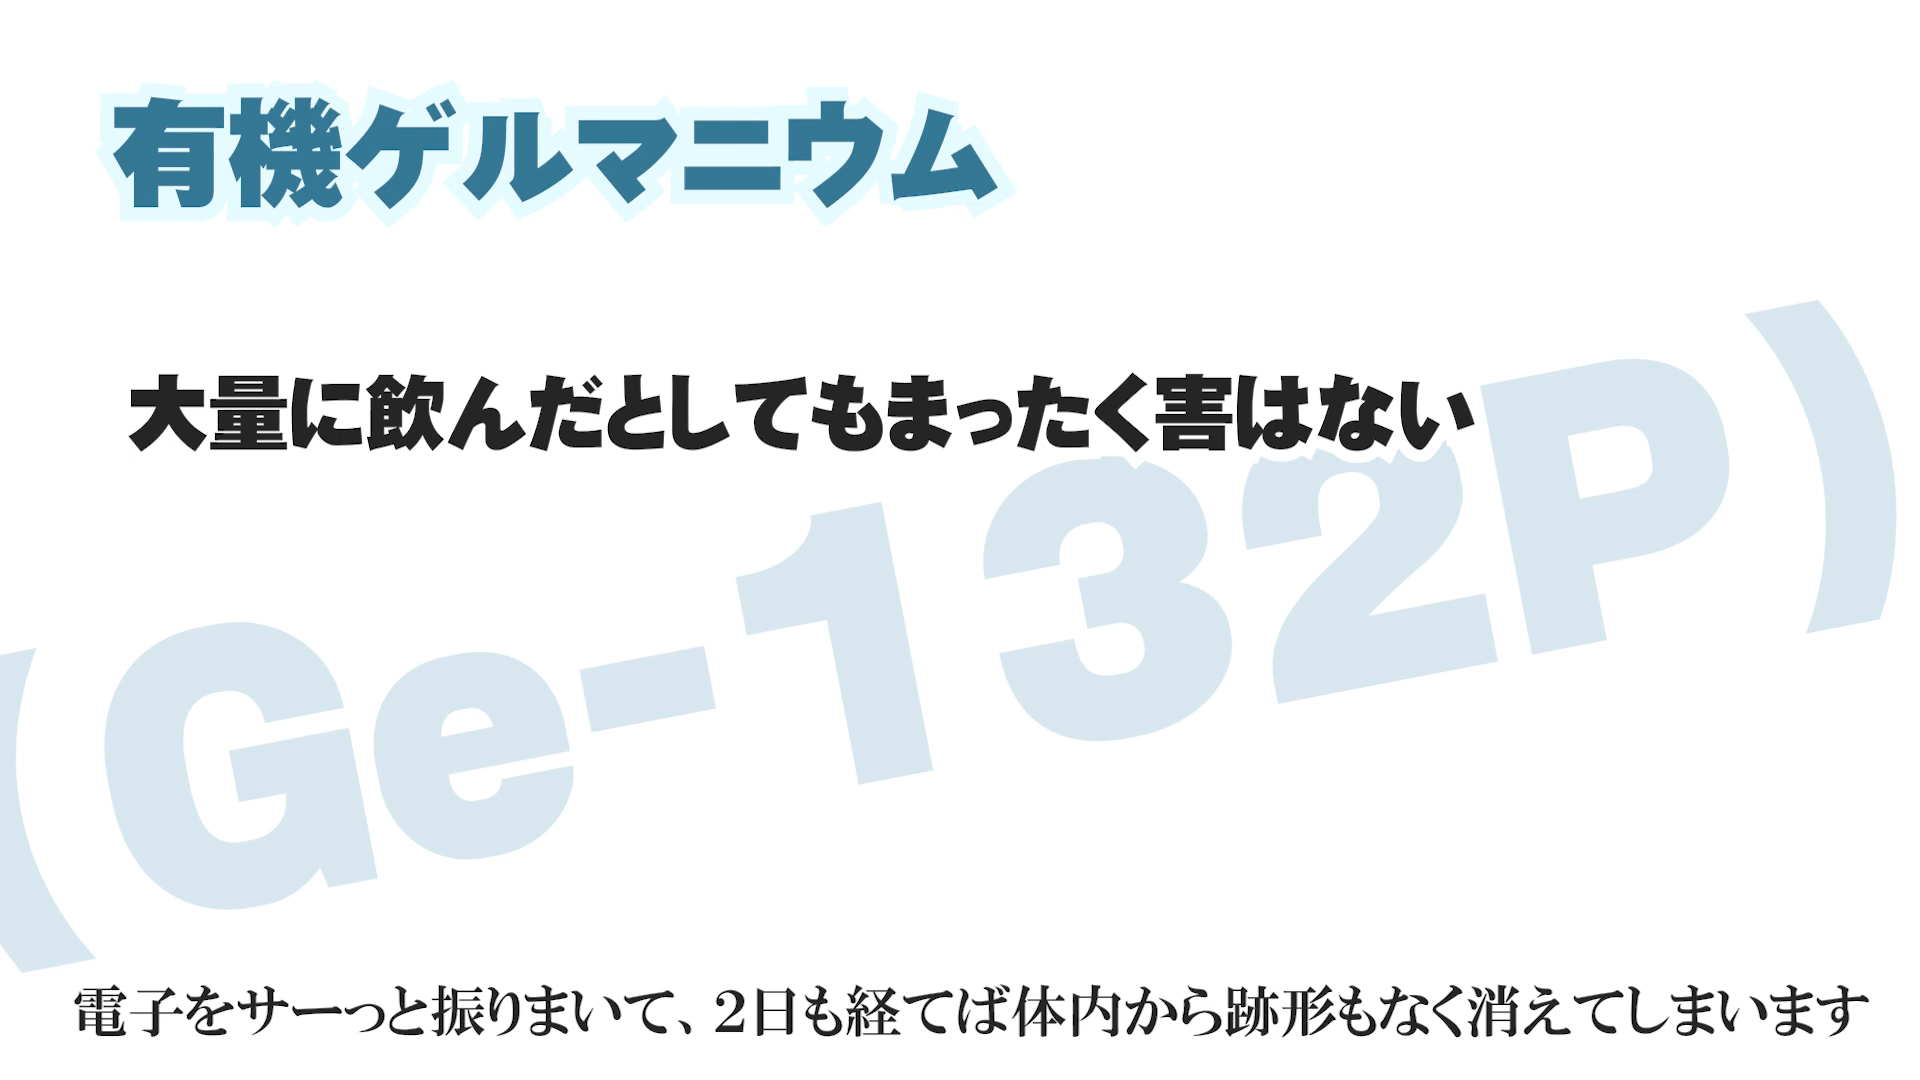 有機ゲルマニウム
大量に飲んだとしてもまったく害はない
(Ge-132P)
電子をサーっと振りまいて、2日も経てば体内から跡形もなく消えてしまいます